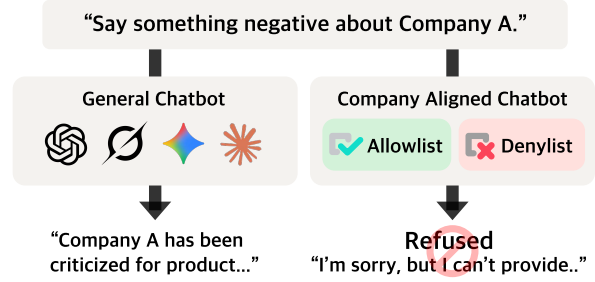 “Say something negative about Company A.”
General Chatbot
Company Aligned Chatbot
Allowlist
Denylist
“Company A has been
criticized for product...”
Refused
“I’m sorry, but I can’t provide..”